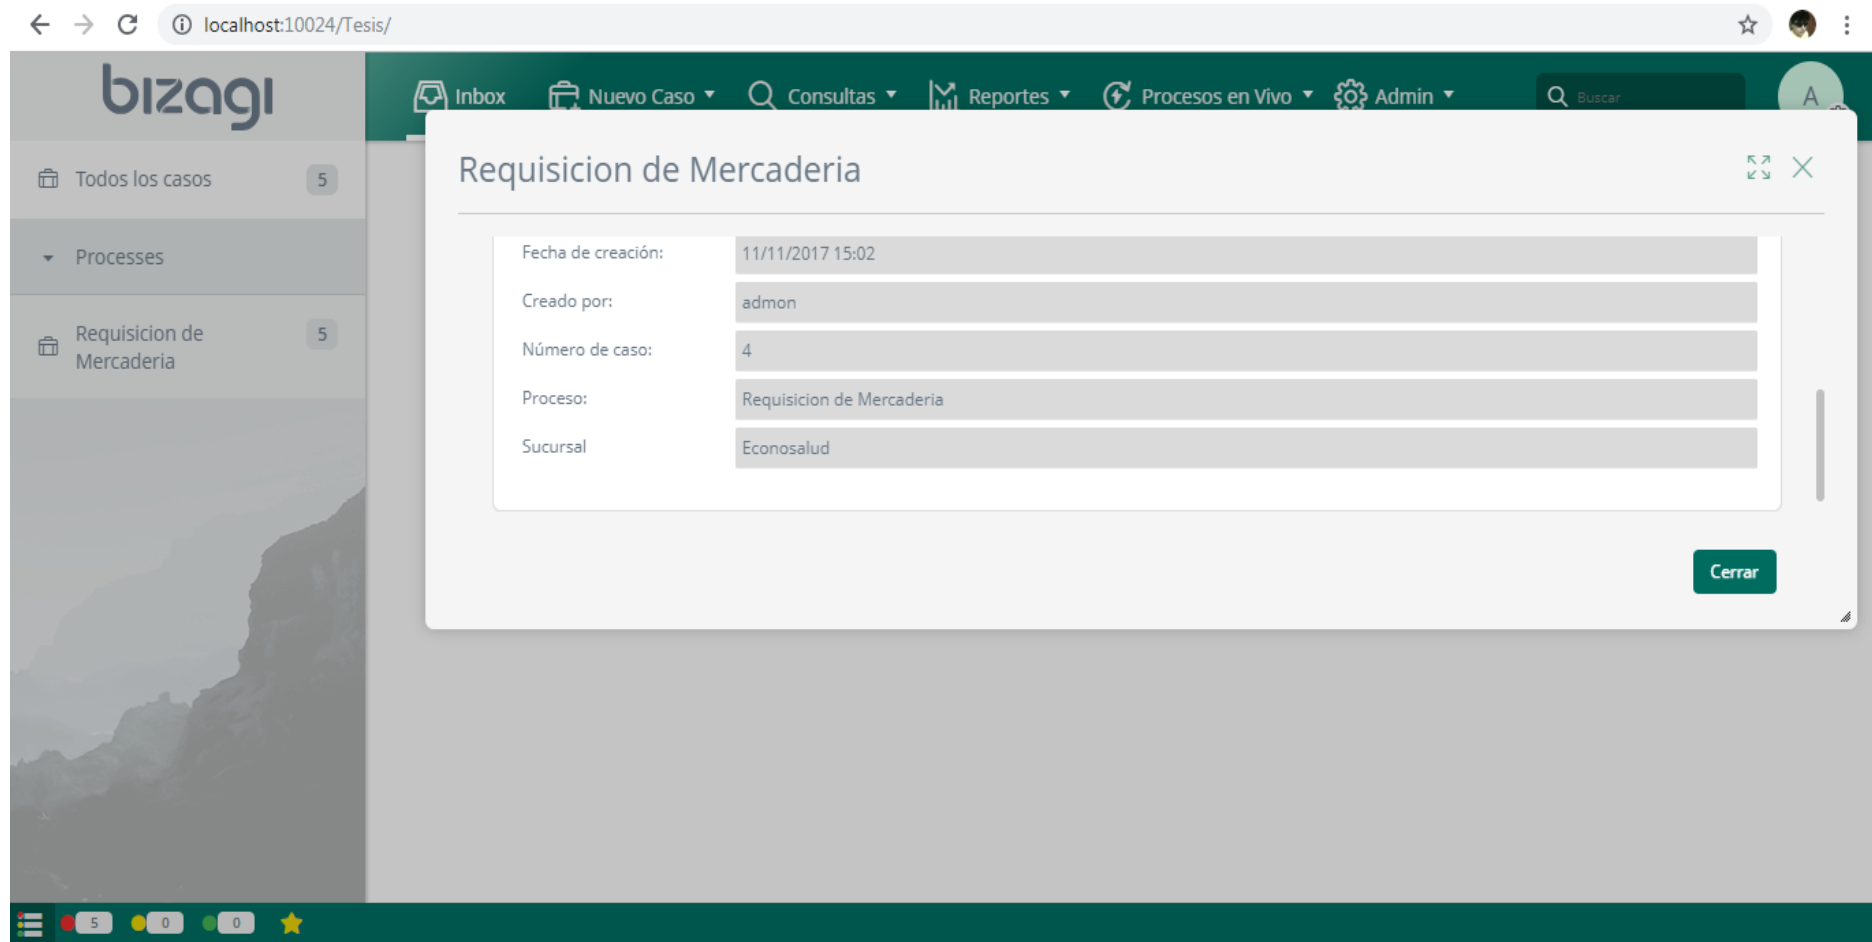 localhost:10024/Tesis/
bizagi
Inbox
Nuevo Caso
Consultas
Reportes
Procesos en Vivo
Admin
Buscar
A
Todos los casos
5
Processes
Requisicion de
Mercaderia
5
Requisicion de Mercaderia
Fecha de creación:
11/11/2017 15:02
Creado por:
admon
Número de caso:
4
Proceso:
Requisicion de Mercaderia
Sucursal
Econosalud
Cerrar
5
0
0